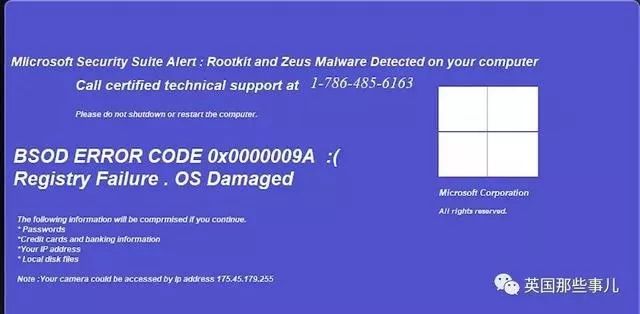 MIicrosoft Security Suite Alert : Rootkit and Zeus Malware Detected on your computer
Call certified technical support at 1-786-485-6163
Please do not shutdown or restart the computer.
BSOD ERROR CODE 0x0000009A :(
Registry Failure . OS Damaged
Microsoft Corporation
All rights reserved.
The following information will be comprmised if you continue.
* Passwords
*Credit cards and banking information
*Your IP address
* Local disk files
Note :Your camera could be accessed by Ip address 175.45.179.255
英国那些事儿